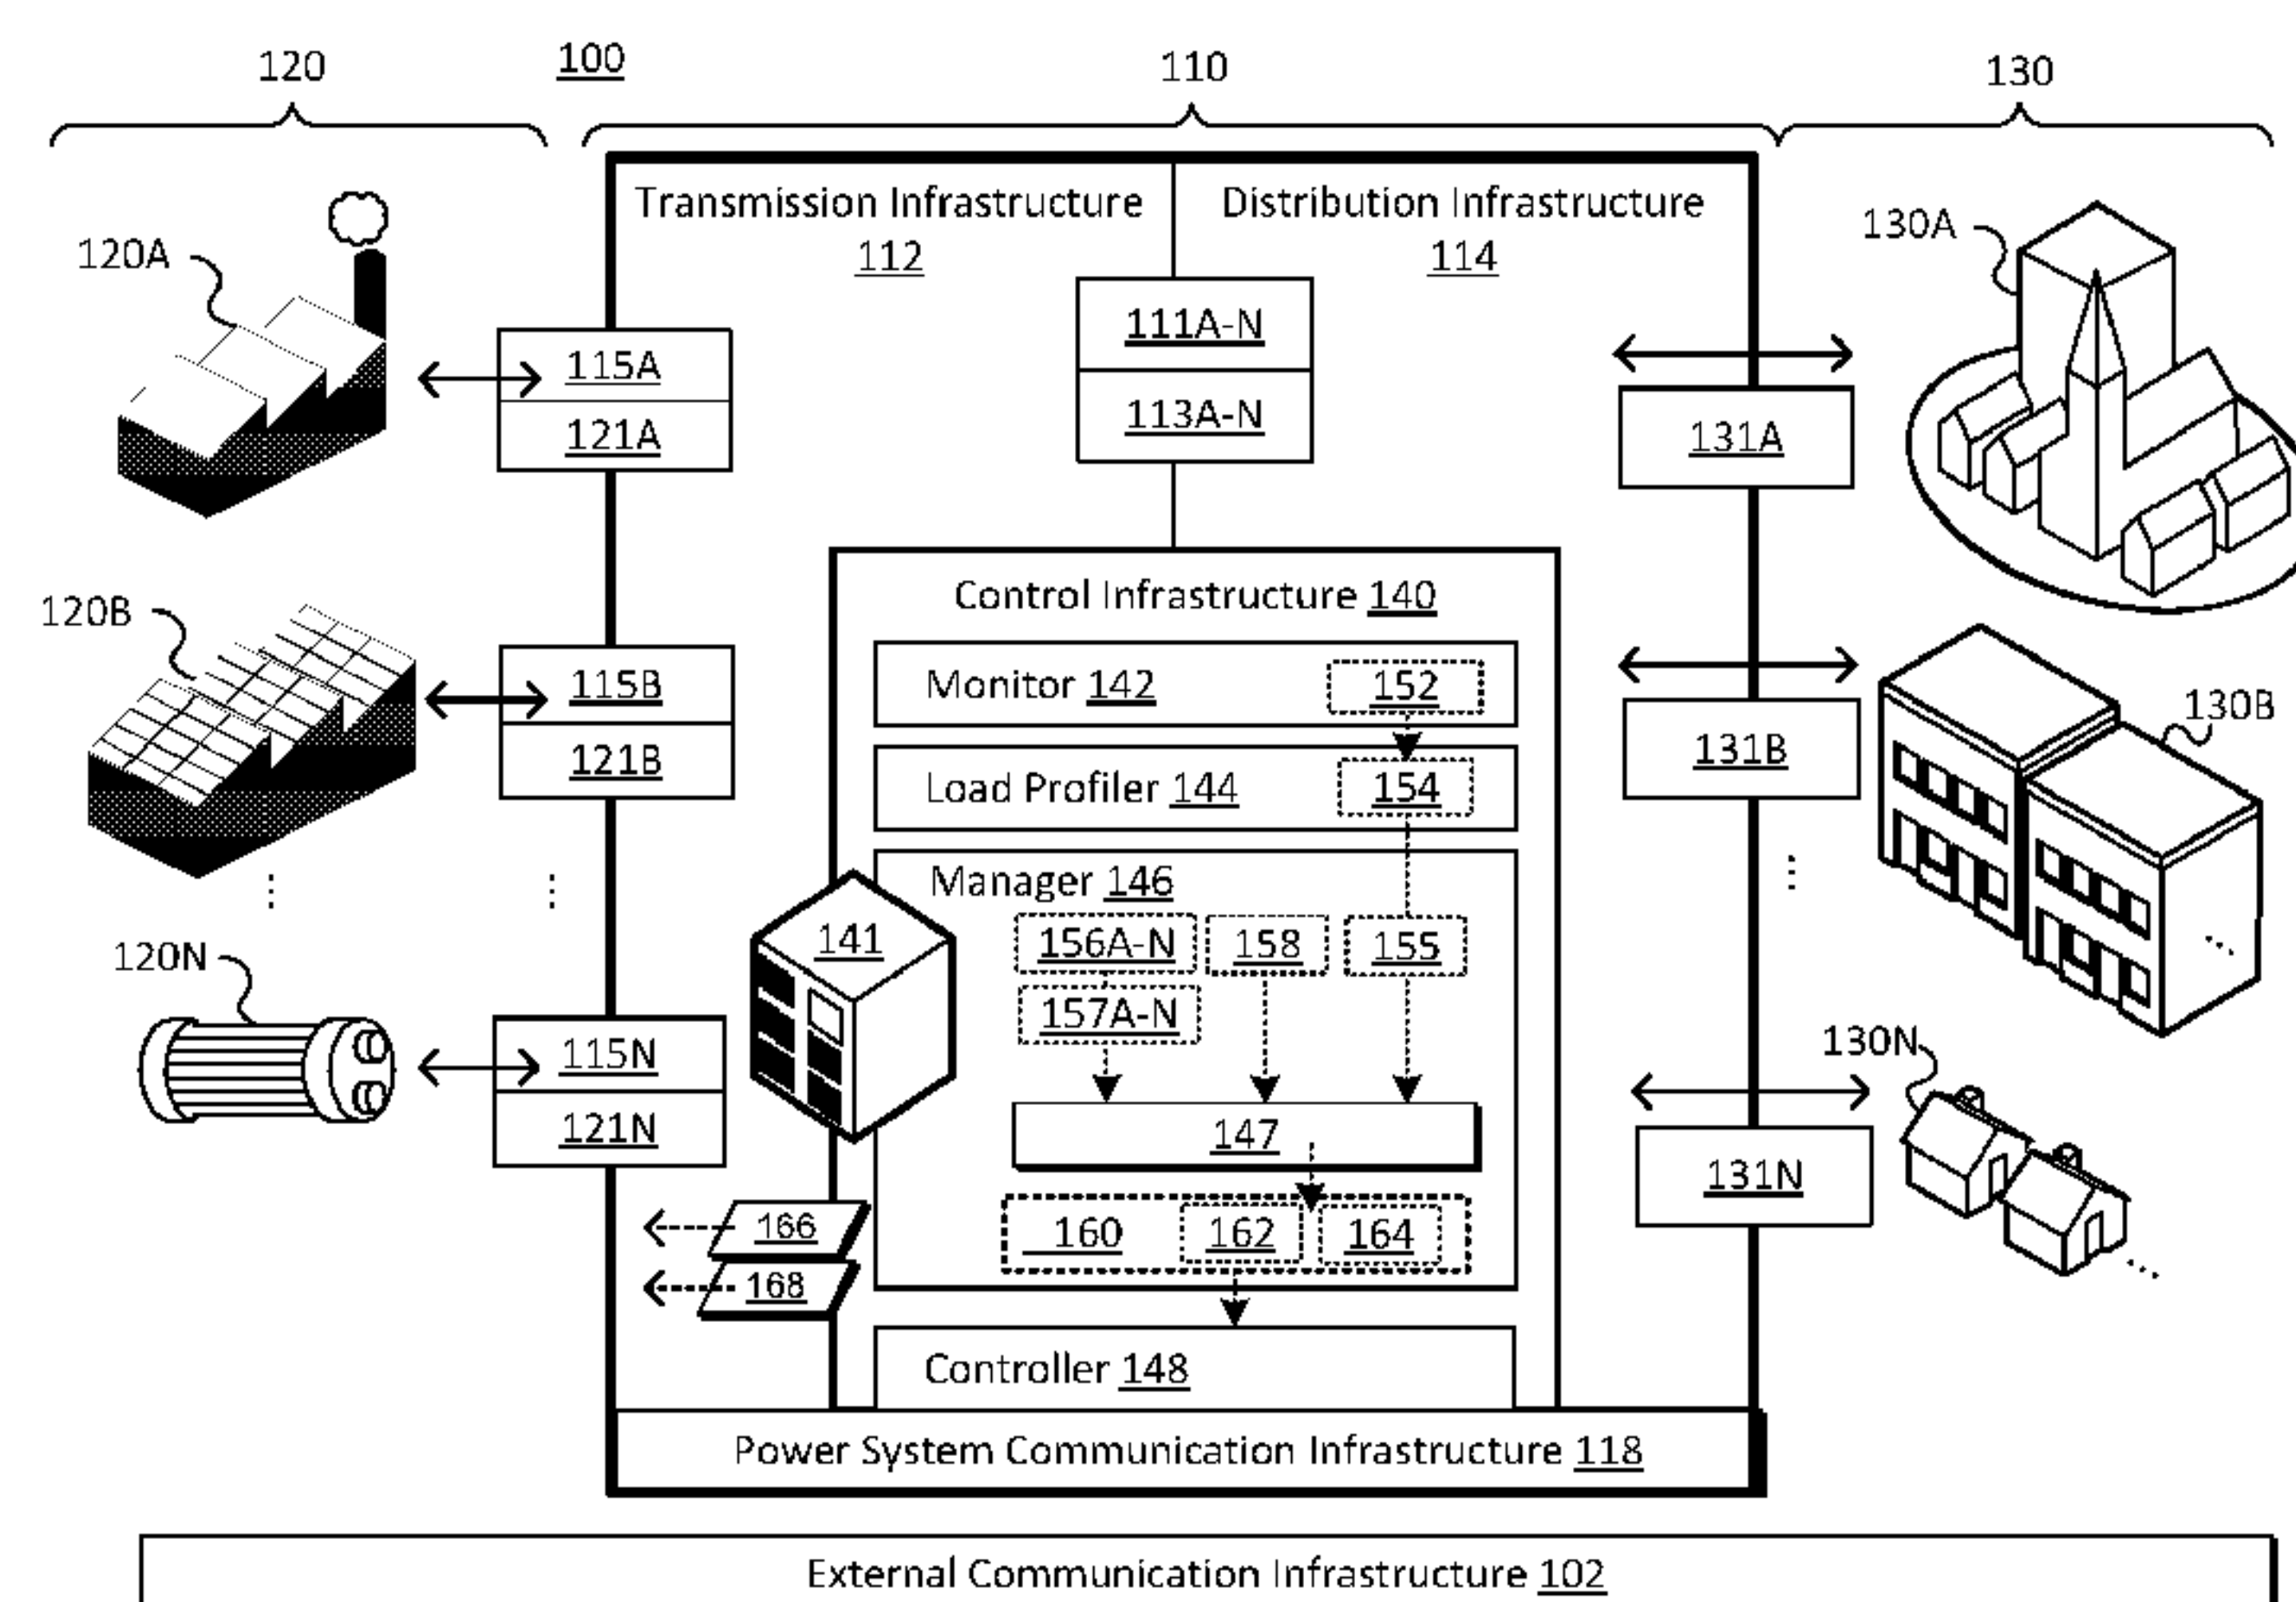 120
100
110
130
Transmission Infrastructure
112
Distribution Infrastructure
114
120A
130A
111A-N
113A-N
115A
121A
131A
Control Infrastructure 140
120B
115B
121B
Monitor 142
152
131B
130B
Load Profiler 144
154
⋮
⋮
⋮
Manager 146
141
156A-N
158
155
157A-N
120N
115N
121N
130N
131N
147
...
...
166
160
162
164
168
Controller 148
Power System Communication Infrastructure 118
External Communication Infrastructure 102